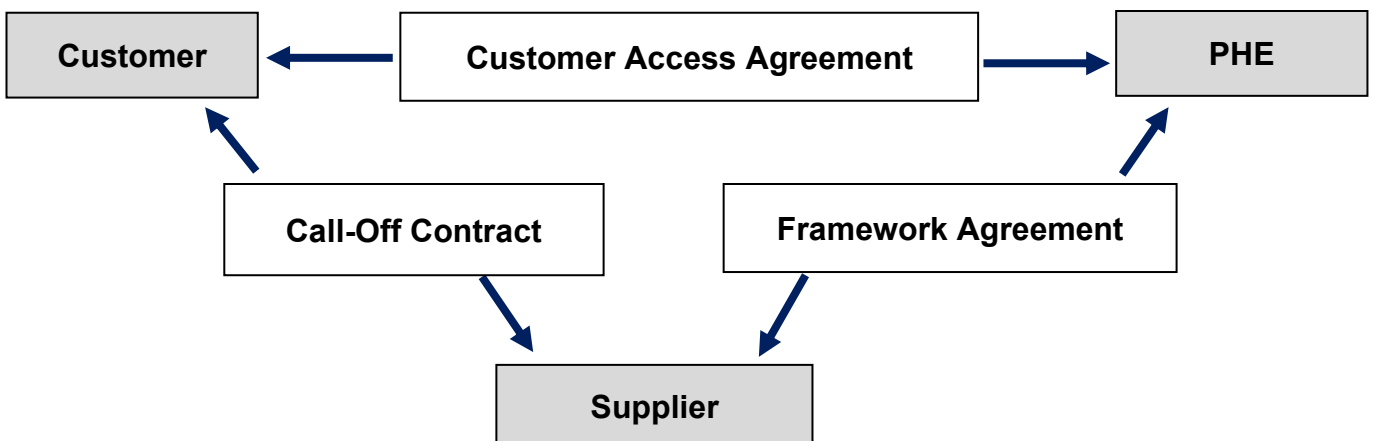 Customer
Customer Access Agreement
PHE
Call-Off Contract
Framework Agreement
Supplier